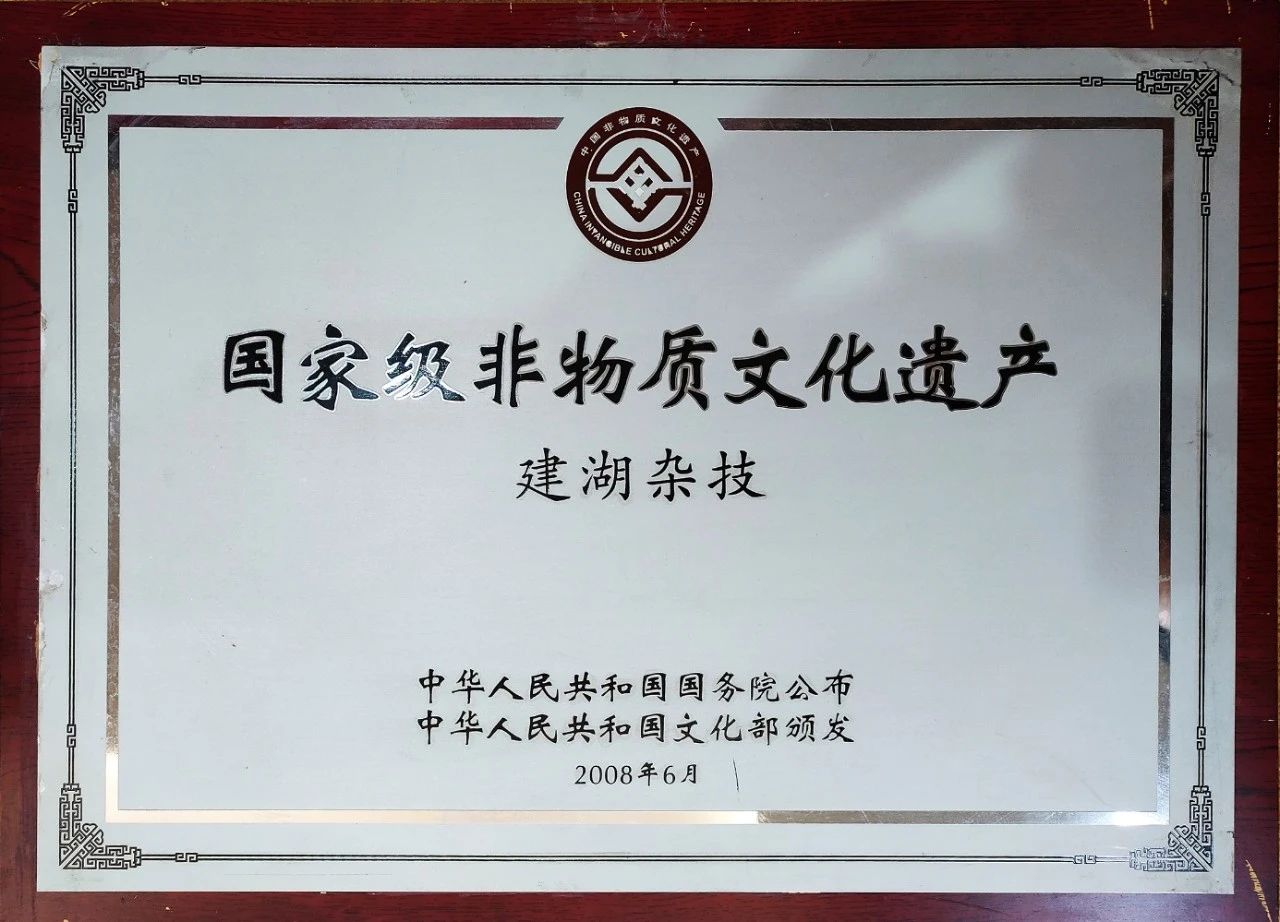 中国非物质文化遗产
CHINA INTANGIBLE CULTURAL HERITAGE
国家级非物质文化遗产
建湖杂技
中华人民共和国国务院公布
中华人民共和国文化部颁发
2008年6月